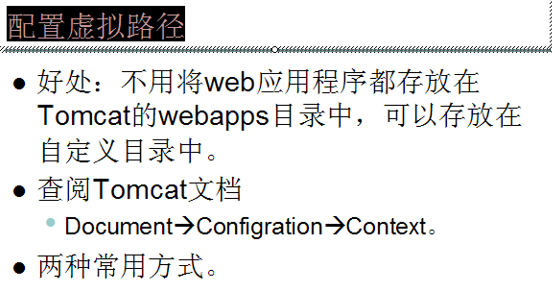 配置虚拟路径
● 好处：不用将web应用程序都存放在
Tomcat的webapps目录中，可以存放在
自定义目录中。
● 查阅Tomcat文档
• Document→Configration→Context。
● 两种常用方式。